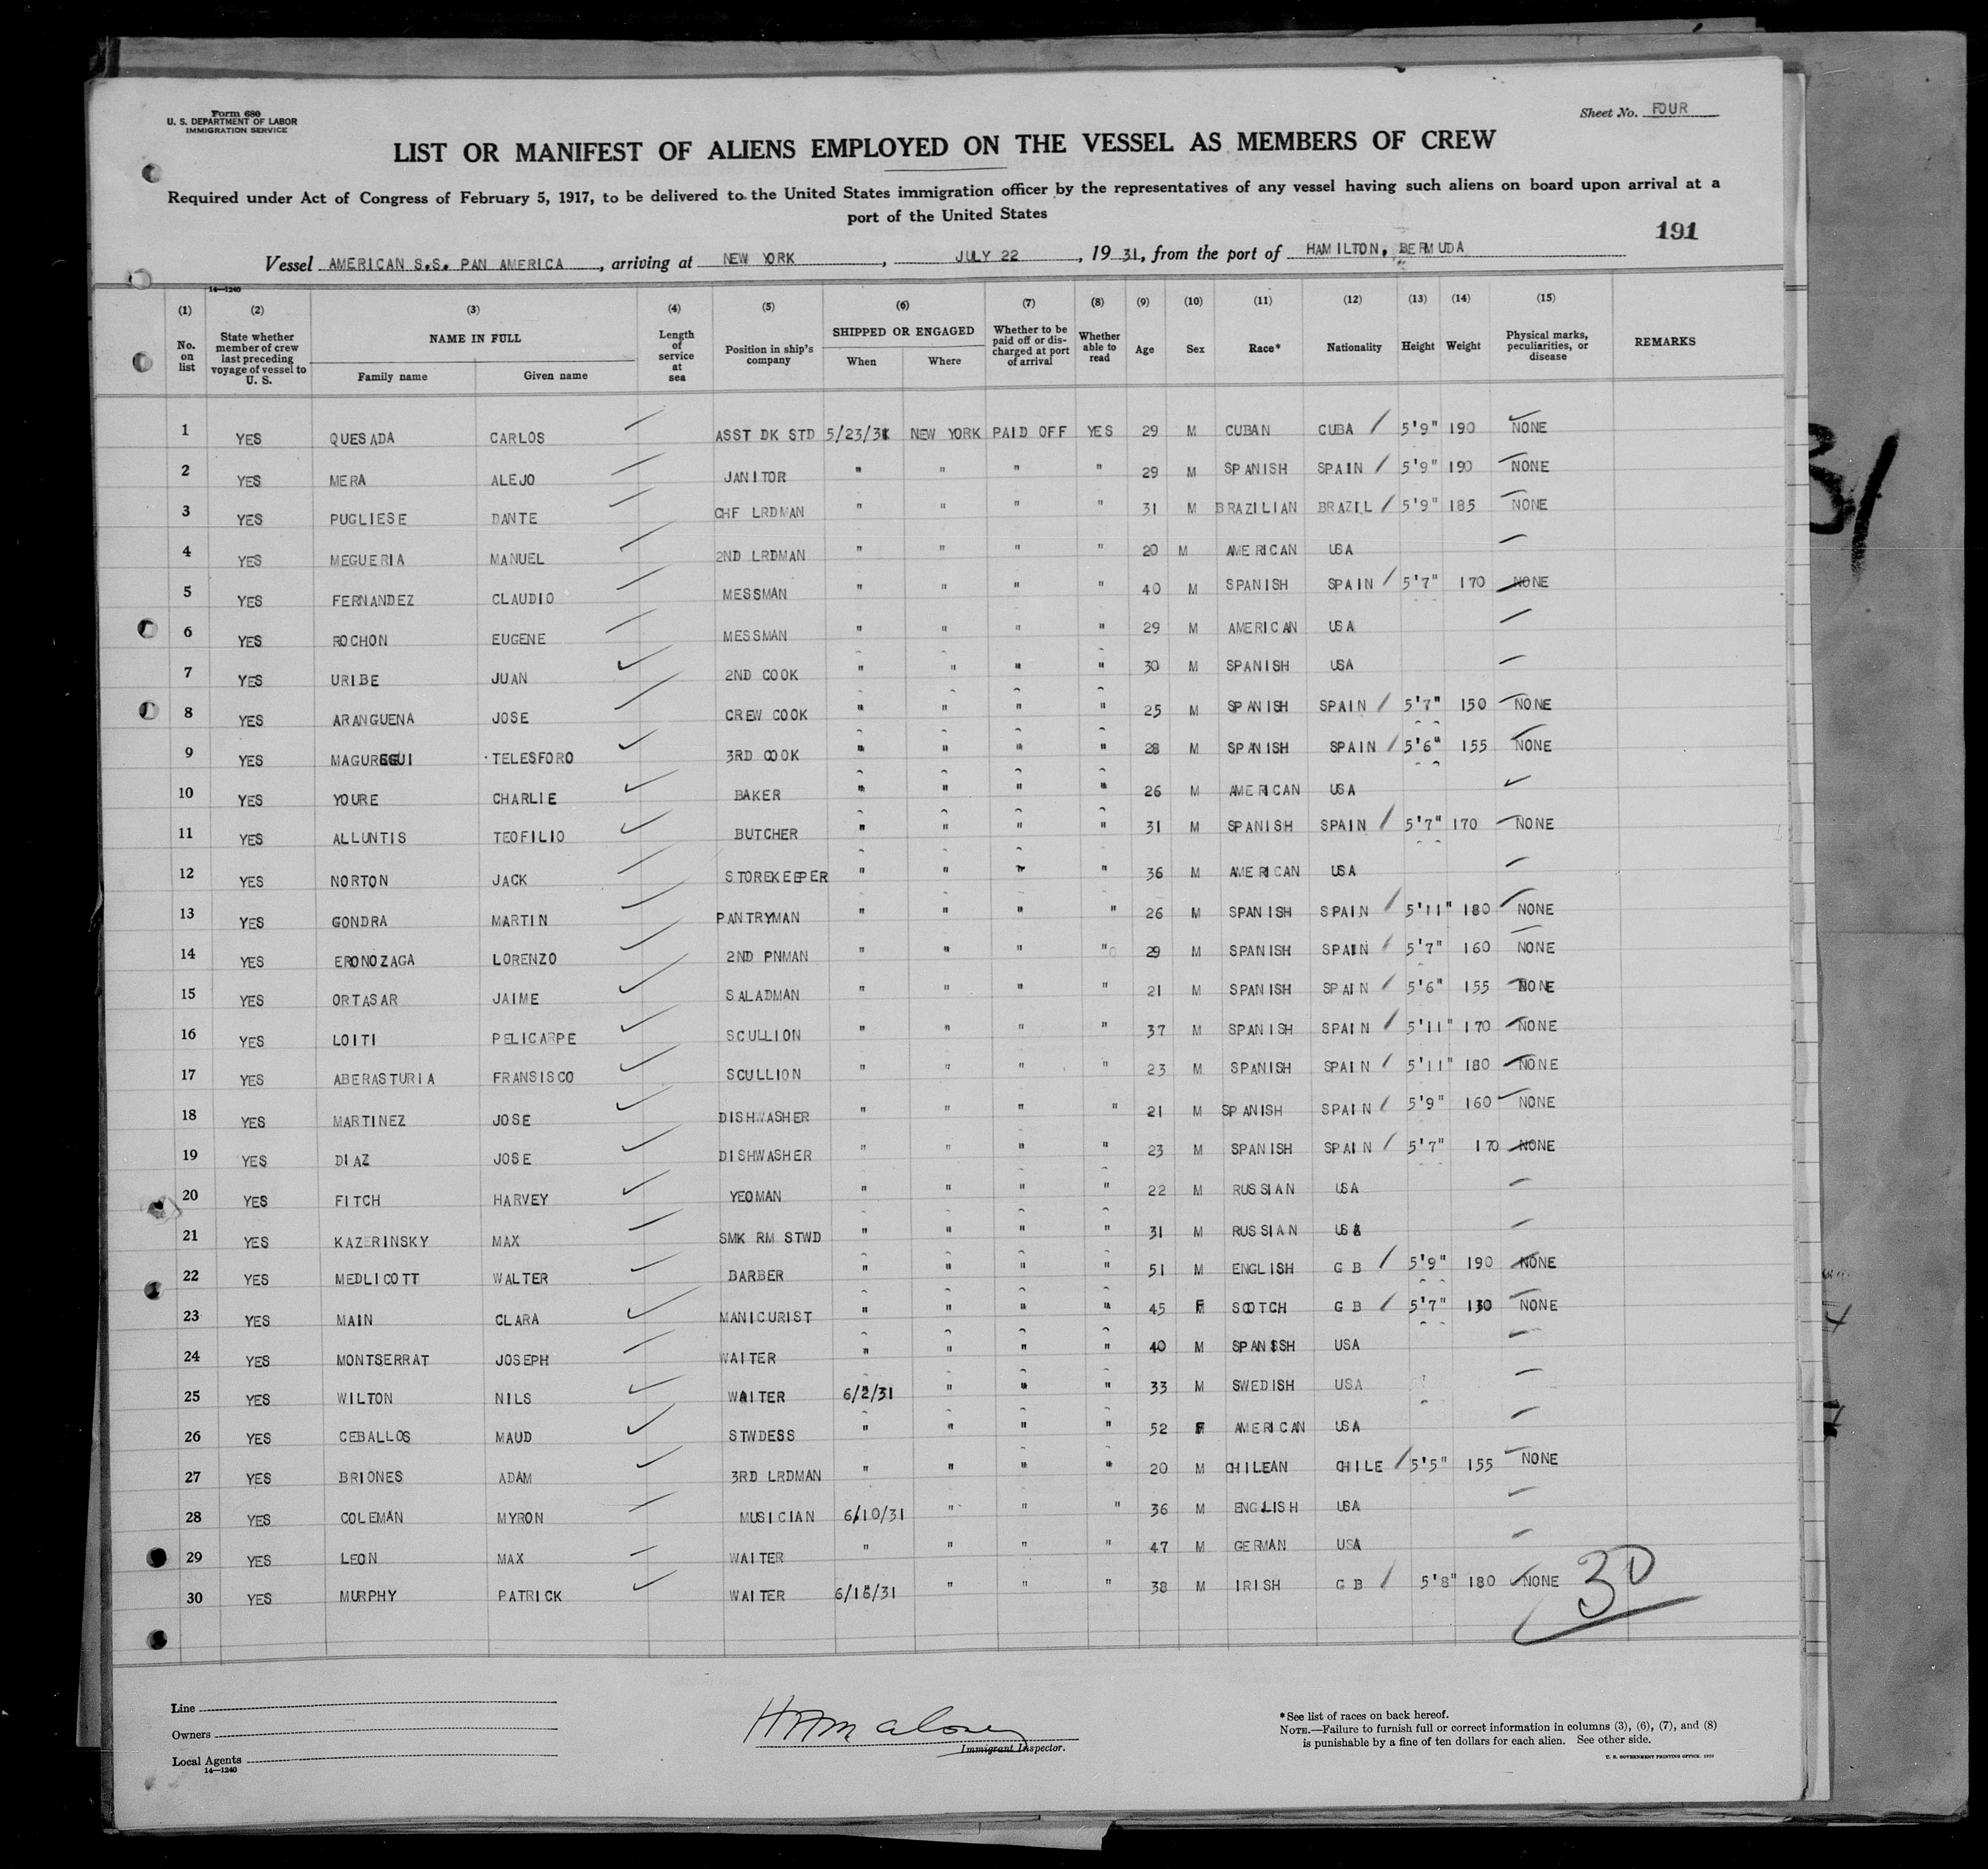 Form 680
U. S. DEPARTMENT OF LABOR
IMMIGRATION SERVICE
Sheet No. FOUR
LIST OR MANIFEST OF ALIENS EMPLOYED ON THE VESSEL AS MEMBERS OF CREW
Required under Act of Congress of February 5, 1917, to be delivered to the United States immigration officer by the representatives of any vessel having such aliens on board upon arrival at a
port of the United States
191
Vessel AMERICAN S.S. PAN AMERICA, arriving at NEW YORK, JULY 22, 1931, from the port of HAMILTON, BERMUDA
14—1240
(1) (2) (3) (4) (5) (6) (7) (8) (9) (10) (11) (12) (13) (14) (15)
No. on list State whether member of crew last preceding voyage of vessel to U. S. NAME IN FULL Family name Given name Length of service at sea Position in ship's company SHIPPED OR ENGAGED When Where Whether to be paid off or discharged at port of arrival Whether able to read Age Sex Race* Nationality Height Weight Physical marks, peculiarities, or disease REMARKS
1 YES QUESADA CARLOS ASST DK STD 5/23/31 NEW YORK PAID OFF YES 29 M CUBAN CUBA / 5'9" 190 NONE
2 YES MERA ALEJO JANITOR " " " " 29 M SPANISH SPAIN / 5'9" 190 NONE
3 YES PUGLIESE DANTE CHF LRDMAN " " " " 31 M BRAZILIAN BRAZIL / 5'9" 185 NONE
4 YES MEGUERIA MANUEL 2ND LRDMAN " " " " 20 M AMERICAN USA
5 YES FERNANDEZ CLAUDIO MESSMAN " " " " 40 M SPANISH SPAIN / 5'7" 170 NONE
6 YES ROCHON EUGENE MESSMAN " " " " 29 M AMERICAN USA
7 YES URIBE JUAN 2ND COOK " " " " 30 M SPANISH USA
8 YES ARANGUENA JOSE CREW COOK " " " " 25 M SPANISH SPAIN / 5'7" 150 NONE
9 YES MAGUREGUI TELESFORO 3RD COOK " " " " 28 M SPANISH SPAIN / 5'6" 155 NONE
10 YES YOURE CHARLIE BAKER " " " " 26 M AMERICAN USA
11 YES ALLUNTIS TEOFILIO BUTCHER " " " " 31 M SPANISH SPAIN / 5'7" 170 NONE
12 YES NORTON JACK STOREKEEPER " " " " 36 M AMERICAN USA
13 YES GONDRA MARTIN PANTRYMAN " " " " 26 M SPANISH SPAIN / 5'11" 180 NONE
14 YES ERONOZAGA LORENZO 2ND PNMAN " " " " 29 M SPANISH SPAIN / 5'7" 160 NONE
15 YES ORTASAR JAIME SALADMAN " " " " 21 M SPANISH SPAIN / 5'6" 155 NONE
16 YES LOITI PELICARPE SCULLION " " " " 37 M SPANISH SPAIN / 5'11" 170 NONE
17 YES ABERASTURIA FRANSISCO SCULLION " " " " 23 M SPANISH SPAIN / 5'11" 180 NONE
18 YES MARTINEZ JOSE DISHWASHER " " " " 21 M SPANISH SPAIN / 5'9" 160 NONE
19 YES DIAZ JOSE DISHWASHER " " " " 23 M SPANISH SPAIN / 5'7" 170 NONE
20 YES FITCH HARVEY YEOMAN " " " " 22 M RUSSIAN USA
21 YES KAZERINSKY MAX SMK RM STWD " " " " 31 M RUSSIAN USA
22 YES MEDLICOTT WALTER BARBER " " " " 51 M ENGLISH G B / 5'9" 190 NONE
23 YES MAIN CLARA MANICURIST " " " " 45 F SCOTCH G B / 5'7" 130 NONE
24 YES MONTSERRAT JOSEPH WAITER " " " " 40 M SPANSSH USA
25 YES WILTON NILS WAITER 6/2/31 " " " 33 M SWEDISH USA
26 YES CEBALLOS MAUD STWDESS " " " " 52 F AMERICAN USA
27 YES BRIONES ADAM 3RD LRDMAN " " " " 20 M CHILEAN CHILE / 5'5" 155 NONE
28 YES COLEMAN MYRON MUSICIAN 6/10/31 " " " 36 M ENGLISH USA
29 YES LEON MAX WAITER " " " " 47 M GERMAN USA
30 YES MURPHY PATRICK WAITER 6/16/31 " " " 38 M IRISH G B / 5'8" 180 NONE
30
Line
Owners
Local Agents
14—1240
Immigrant Inspector.
*See list of races on back hereof.
NOTE.—Failure to furnish full or correct information in columns (3), (6), (7), and (8)
is punishable by a fine of ten dollars for each alien. See other side.
U. S. GOVERNMENT PRINTING OFFICE
31